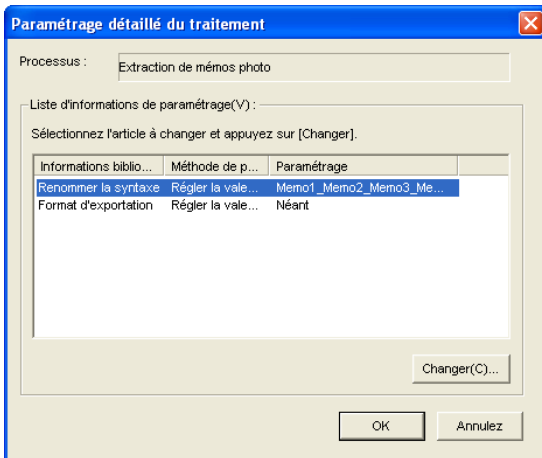 Paramétrage détaillé du traitement
Processus : Extraction de mémos photo
Liste d'informations de paramétrage(V) :
Sélectionnez l'article à changer et appuyez sur [Changer].
Informations biblio... Méthode de p... Paramétrage
Renommer la syntaxe Régler la vale... Memo1_Memo2_Memo3_Me...
Format d'exportation Régler la vale... Néant
Changer(C)...
OK Annulez